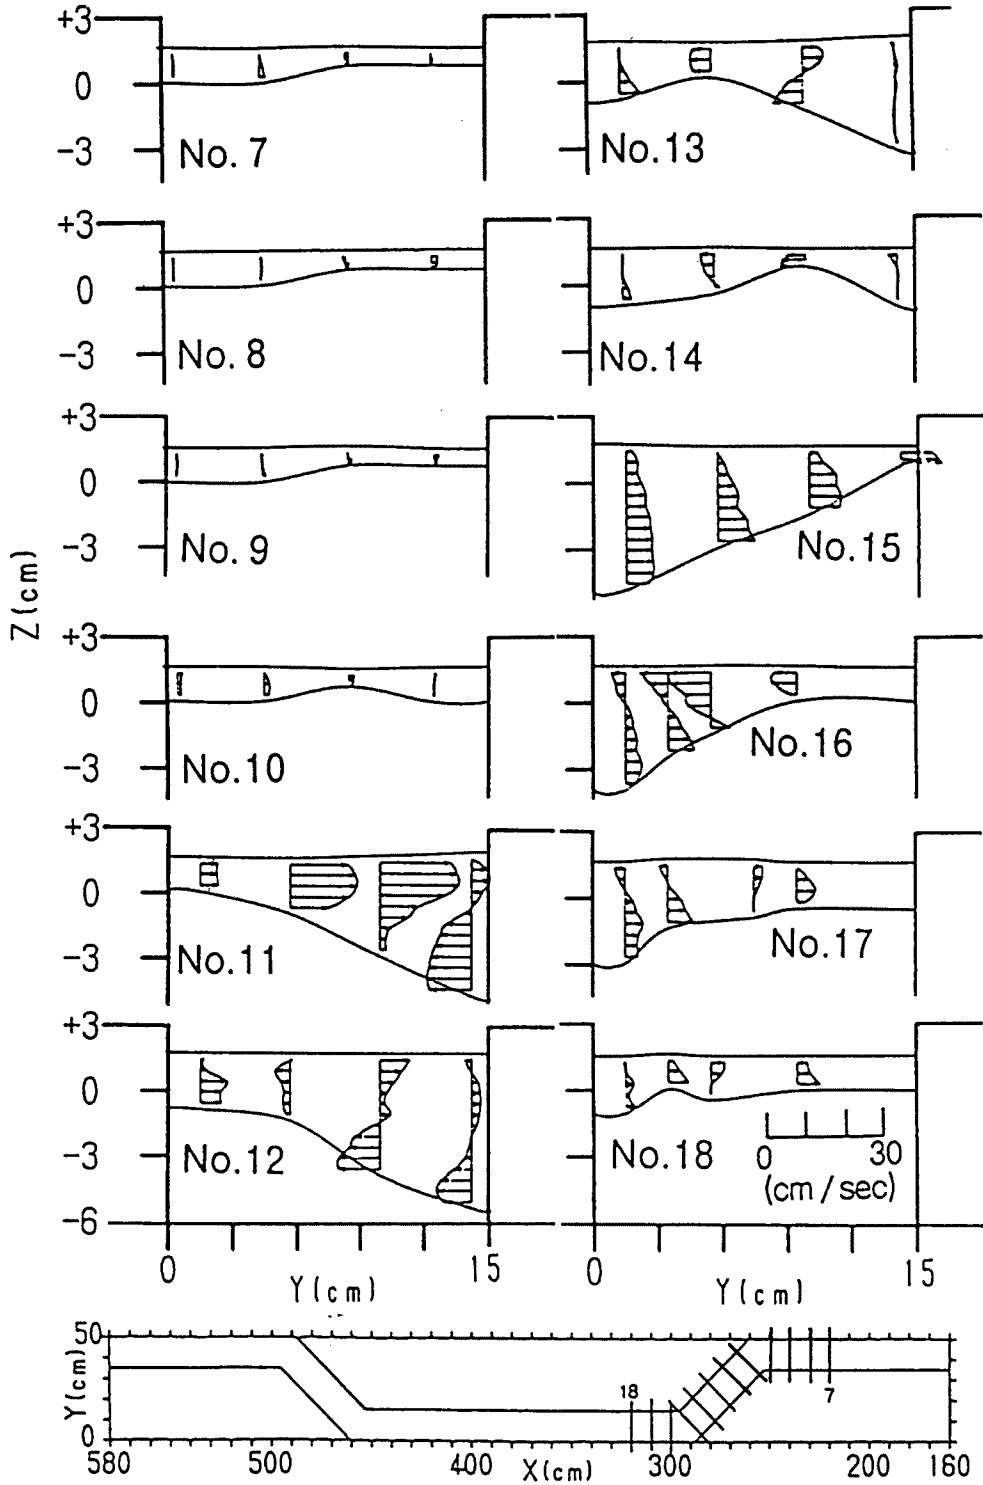 +3
0
-3
No. 7
No.13
+3
0
-3
No. 8
No.14
+3
0
-3
No. 9
No.15
Z(cm)
+3
0
-3
No.10
No.16
+3
0
-3
No.11
No.17
+3
0
-3
-6
No.12
No.18
0 30
(cm/sec)
0 15
Y(cm)
0 15
Y(cm)
50
Y(cm)
0
18
7
580 500 400 X(cm) 300 200 160